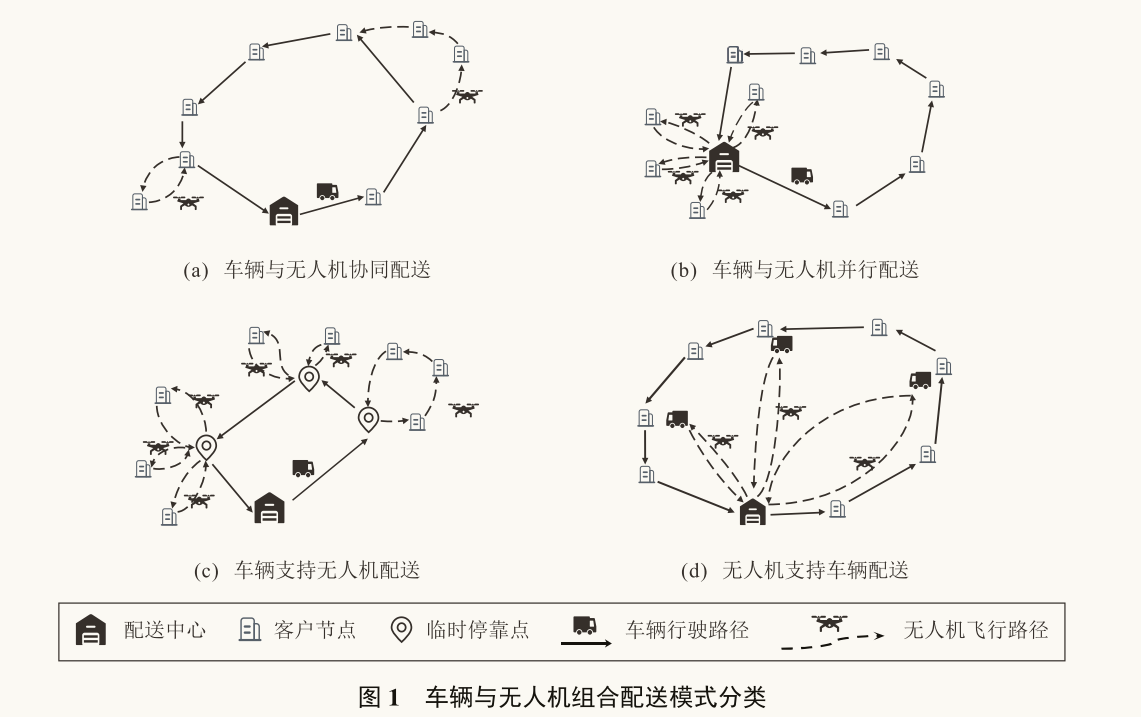 (a) 车辆与无人机协同配送
(b) 车辆与无人机并行配送
(c) 车辆支持无人机配送
(d) 无人机支持车辆配送
配送中心 客户节点 临时停靠点 车辆行驶路径 无人机飞行路径
图 1 车辆与无人机组合配送模式分类